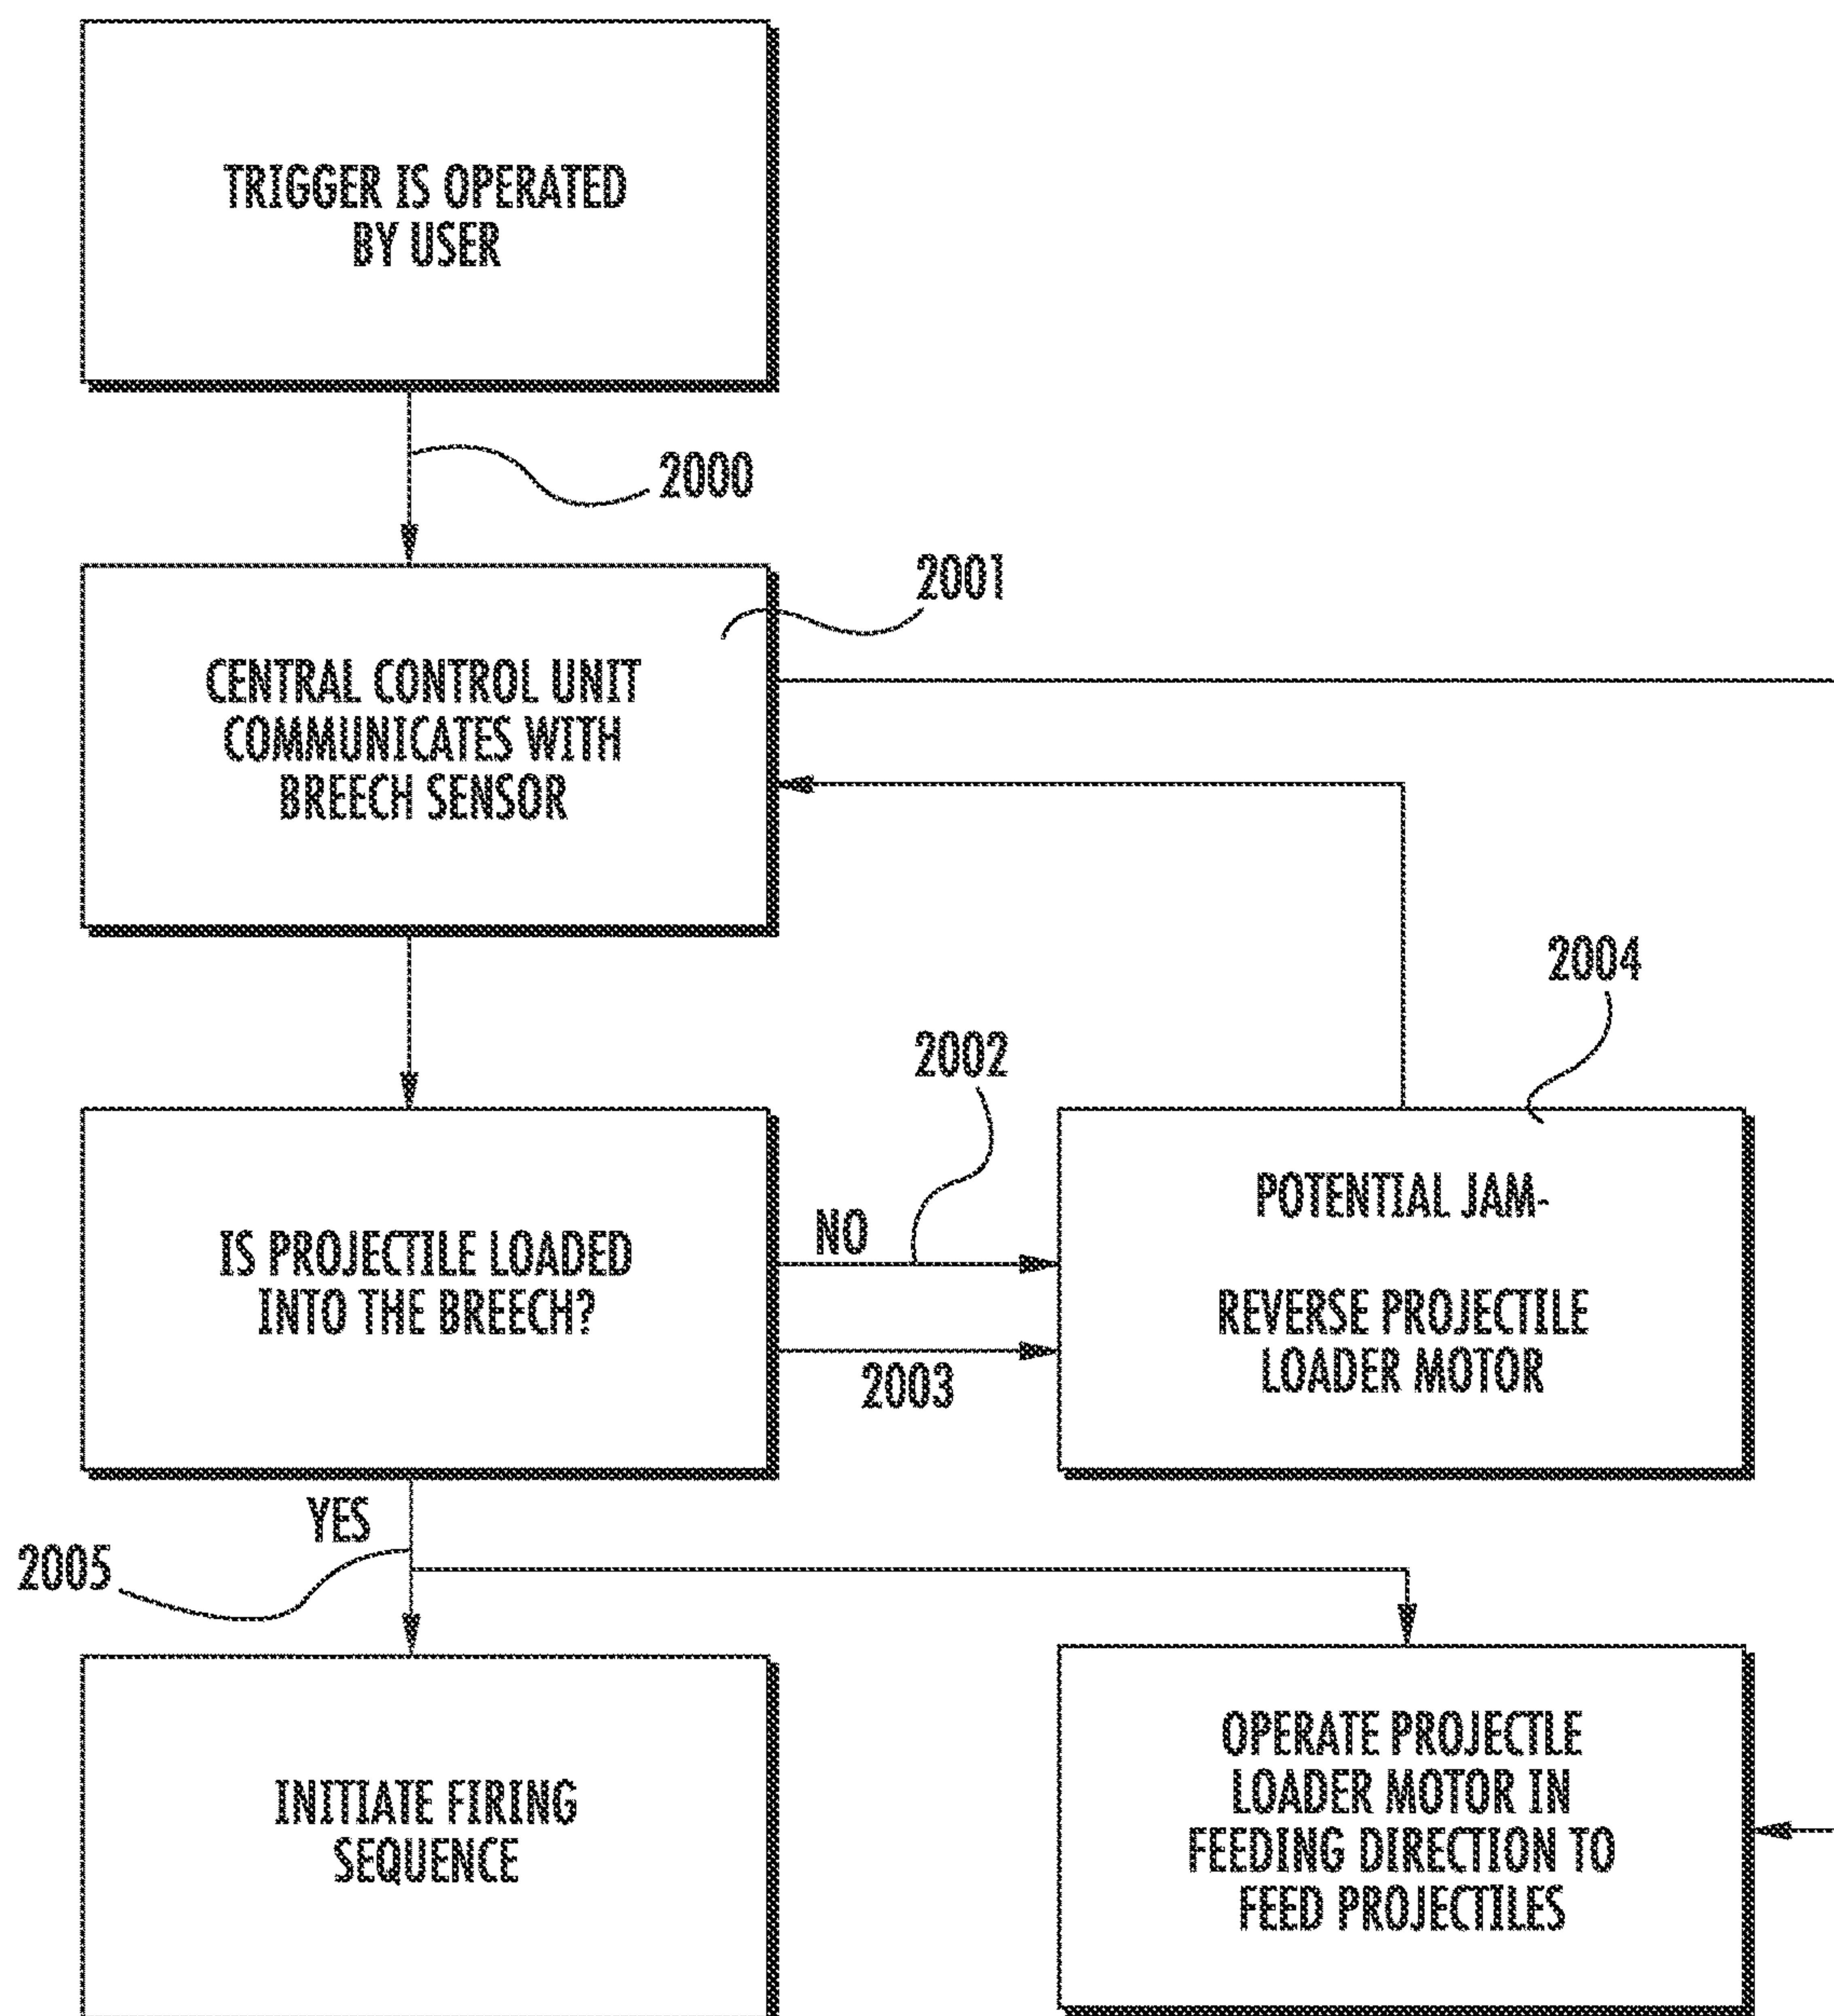 TRIGGER IS OPERATED
BY USER
2000
2001
CENTRAL CONTROL UNIT
COMMUNICATES WITH
BREECH SENSOR
2004
2002
IS PROJECTILE LOADED
INTO THE BREECH?
NO
2003
POTENTIAL JAM-
REVERSE PROJECTILE
LOADER MOTOR
YES
2005
INITIATE FIRING
SEQUENCE
OPERATE PROJECTLE
LOADER MOTOR IN
FEEDING DIRECTION TO
FEED PROJECTILES